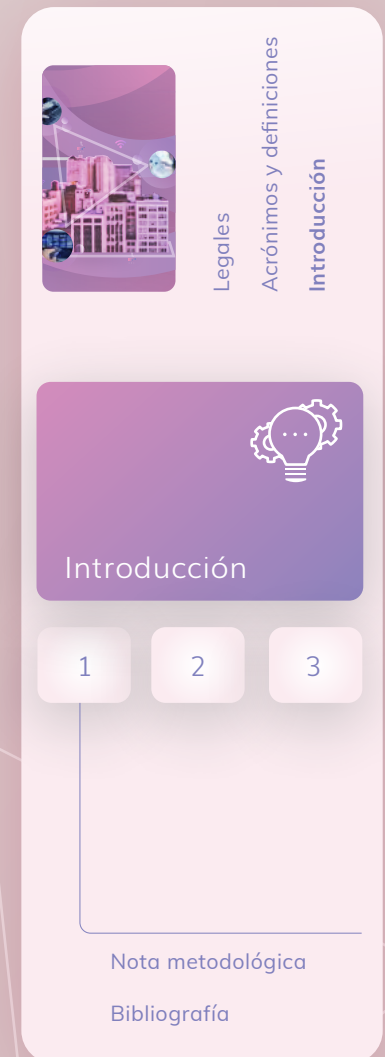 Legales
Acrónimos y definiciones
Introducción
Introducción
1 2 3
Nota metodológica
Bibliografía